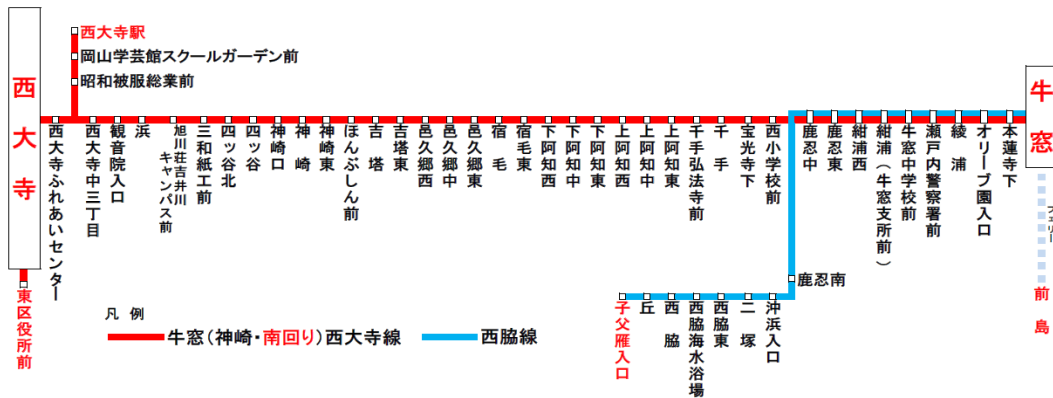 西大寺駅
岡山学芸館スクールガーデン前
昭和被服総業前
西大寺
東区役所前
西大寺ふれあいセンター
西大寺中三丁目
観音院入口
浜
旭川荘吉井川キャンパス前
三和紙工前
四ッ谷北
四ッ谷
神崎口
神崎
神崎東
ほんぶしん前
吉塔
吉塔東
邑久郷西
邑久郷中
邑久郷東
宿毛
宿毛東
下阿知西
下阿知中
下阿知東
上阿知西
上阿知中
上阿知東
千手弘法寺前
千手
宝光寺下
西小学校前
鹿忍中
鹿忍東
紺浦西
紺浦(牛窓支所前)
牛窓中学校前
瀬戸内警察署前
綾浦
オリーブ園入口
本蓮寺下
牛窓
フェリー
前島
鹿忍南
子父雁入口
丘
西脇
西脇海水浴場
西脇東
二塚
沖浜入口
凡例
牛窓(神崎・南回り)西大寺線
西脇線